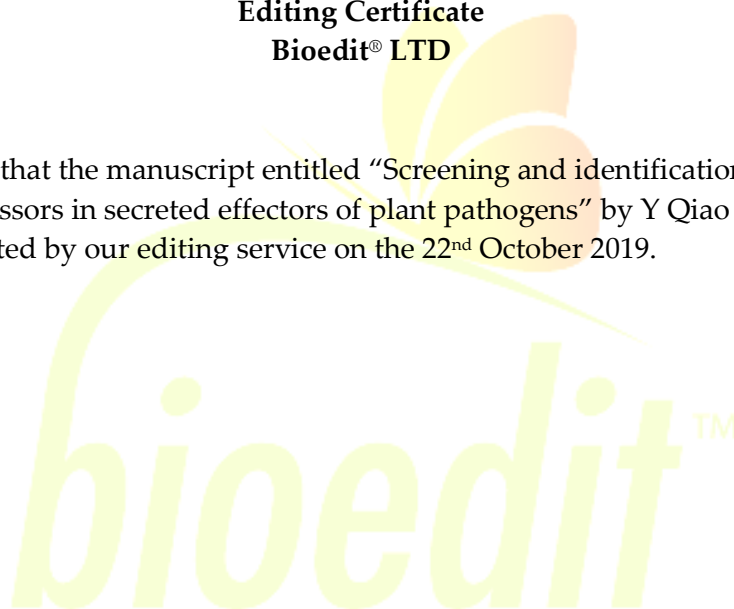 Editing Certificate
Bioedit® LTD
that the manuscript entitled “Screening and identification
ssors in secreted effectors of plant pathogens” by Y Qiao
ted by our editing service on the 22nd October 2019.
bioedit™